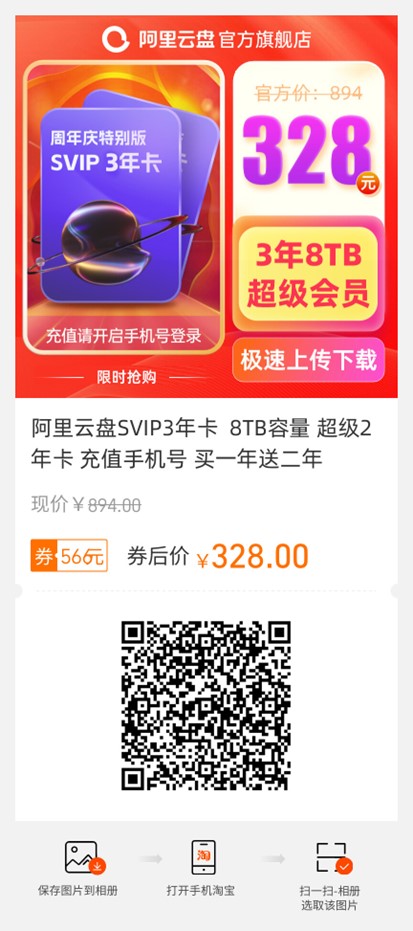 阿里云盘官方旗舰店
周年庆特别版
SVIP 3年卡
充值请开启手机号登录
限时抢购
官方价：894
328元
3年8TB
超级会员
极速上传下载
阿里云盘SVIP3年卡 8TB容量 超级2
年卡 充值手机号 买一年送二年
现价￥894.00
券 566元 券后价 ￥328.00
保存图片到相册
淘
打开手机淘宝
扫一扫-相册
选取该图片